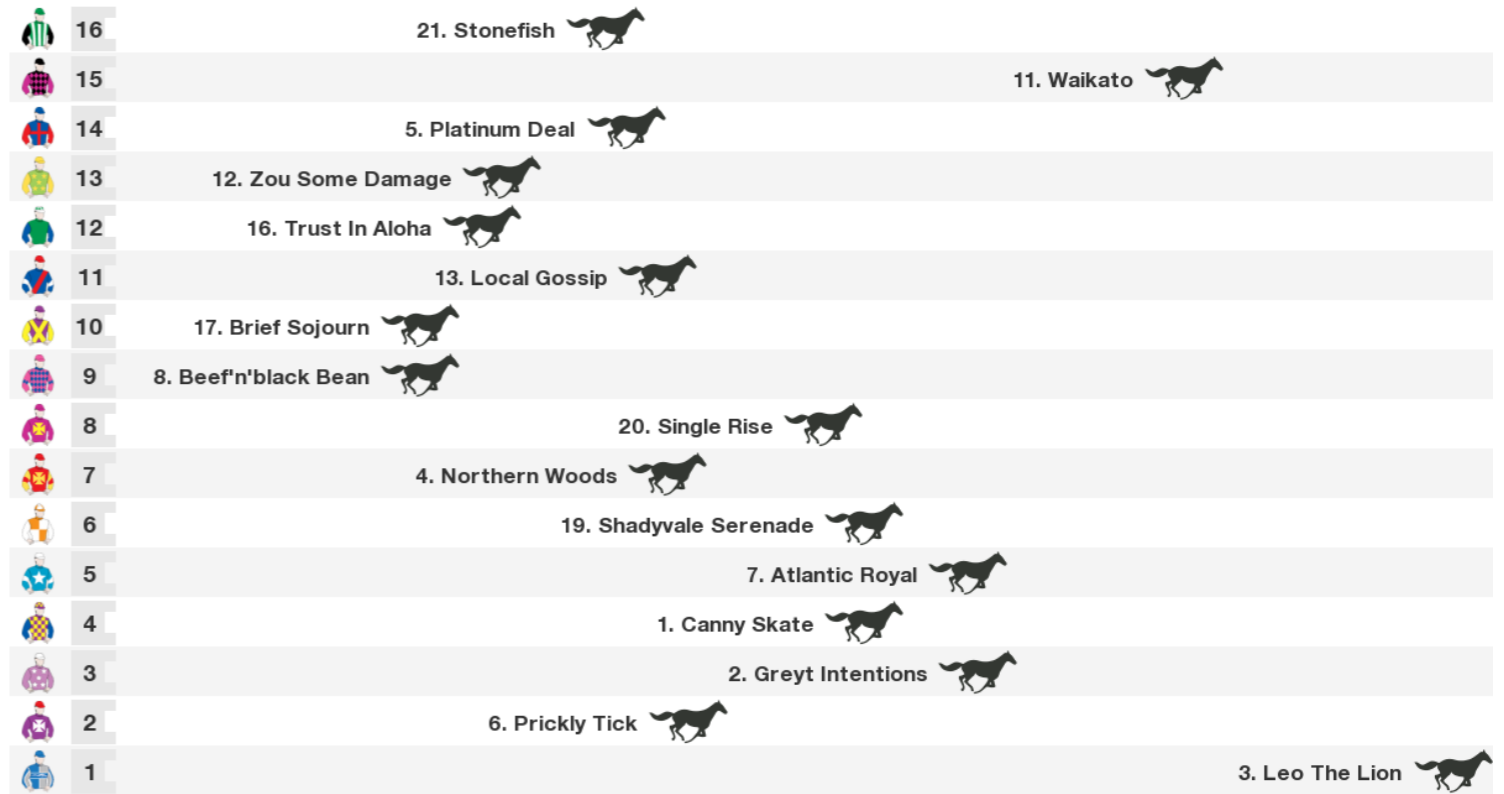 16 21. Stonefish
15 11. Waikato
14 5. Platinum Deal
13 12. Zou Some Damage
12 16. Trust In Aloha
11 13. Local Gossip
10 17. Brief Sojourn
9 8. Beef'n'black Bean
8 20. Single Rise
7 4. Northern Woods
6 19. Shadyvale Serenade
5 7. Atlantic Royal
4 1. Canny Skate
3 2. Greyt Intentions
2 6. Prickly Tick
1 3. Leo The Lion